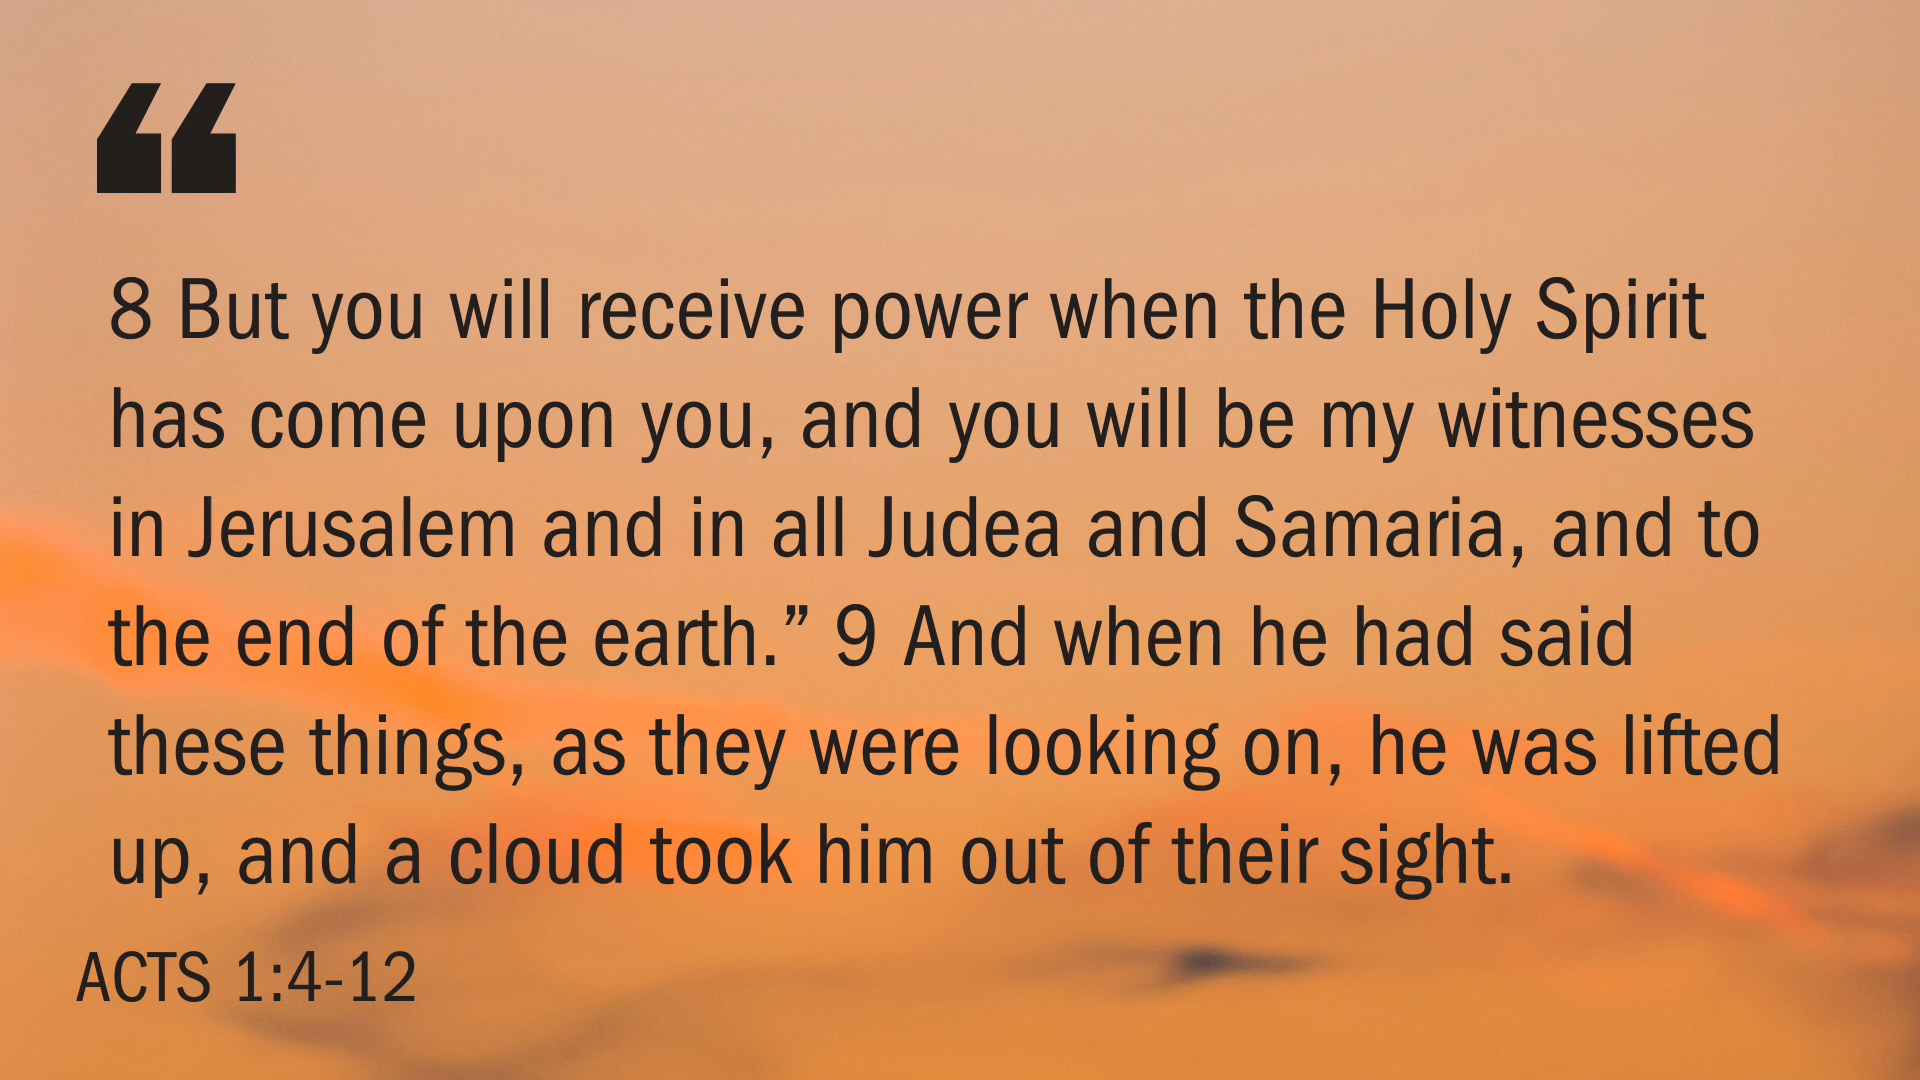 “
8 But you will receive power when the Holy Spirit
has come upon you, and you will be my witnesses
in Jerusalem and in all Judea and Samaria, and to
the end of the earth.” 9 And when he had said
these things, as they were looking on, he was lifted
up, and a cloud took him out of their sight.
ACTS 1:4-12